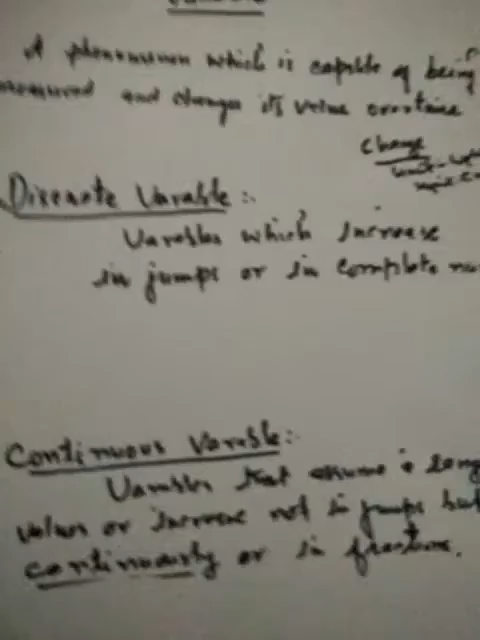 Variable
A phenomenon which is capable of being
measured and changes its value overtime
change
Discrete Variable :-
Variables which increase
in jumps or in complete
Continuous Variable :-
Variables that assume a
values or increase not in jumps but
continuously or in fractions.